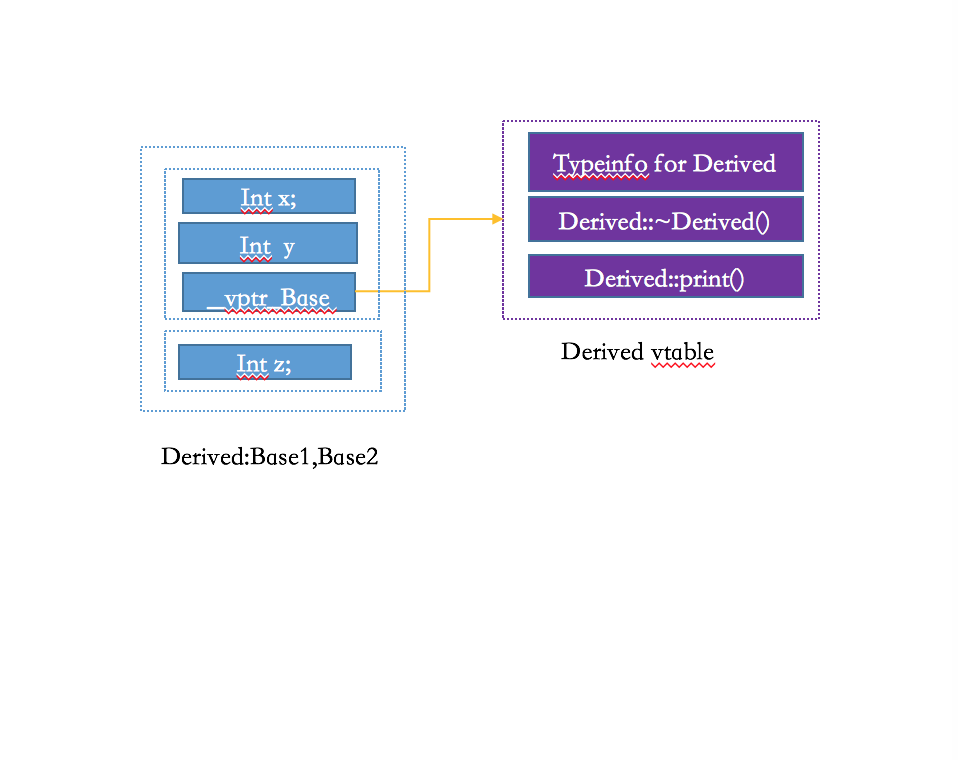 Int x;
Int y
__vptr_Base
Int z;
Derived:Base1,Base2
Typeinfo for Derived
Derived::~Derived()
Derived::print()
Derived vtable